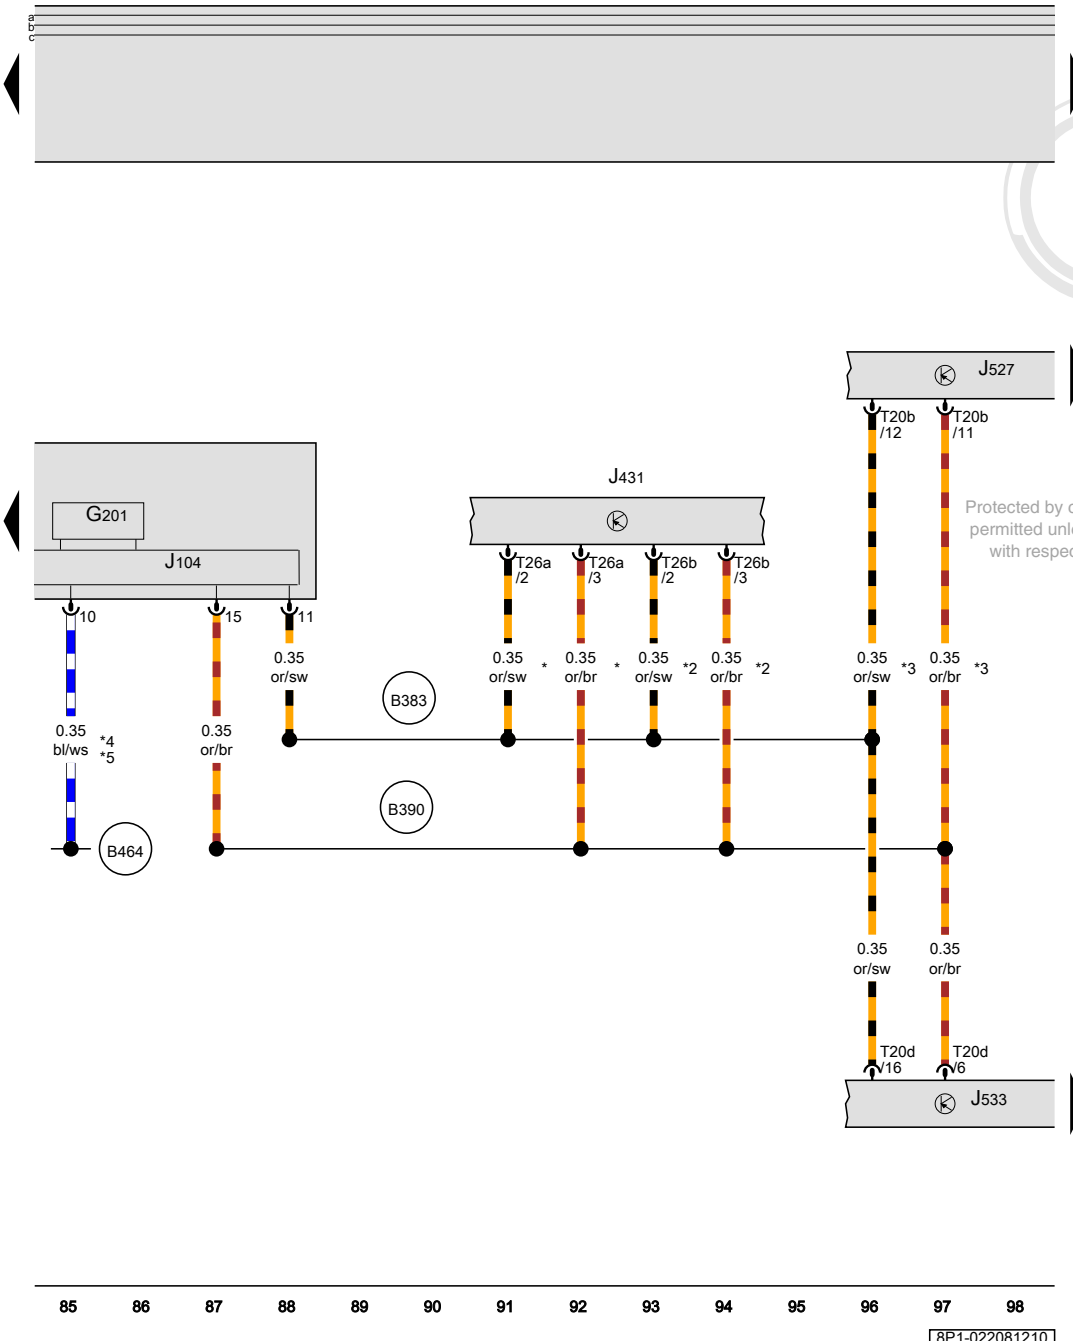 a
b
c
J527
T20b
/12
T20b
/11
J431
Protected by
permitted
with
G201
J104
T26a
/2
T26a
/3
T26b
/2
T26b
/3
10
15
11
0.35
or/sw
0.35
or/sw
*
0.35
or/br
*
0.35
or/sw
*2
0.35
or/br
*2
0.35
or/sw
*3
0.35
or/br
*3
B383
0.35
bl/ws
*4
*5
0.35
or/br
B390
B464
0.35
or/sw
0.35
or/br
T20d
/16
T20d
/6
J533
85 86 87 88 89 90 91 92 93 94 95 96 97 98
8P1-022081210